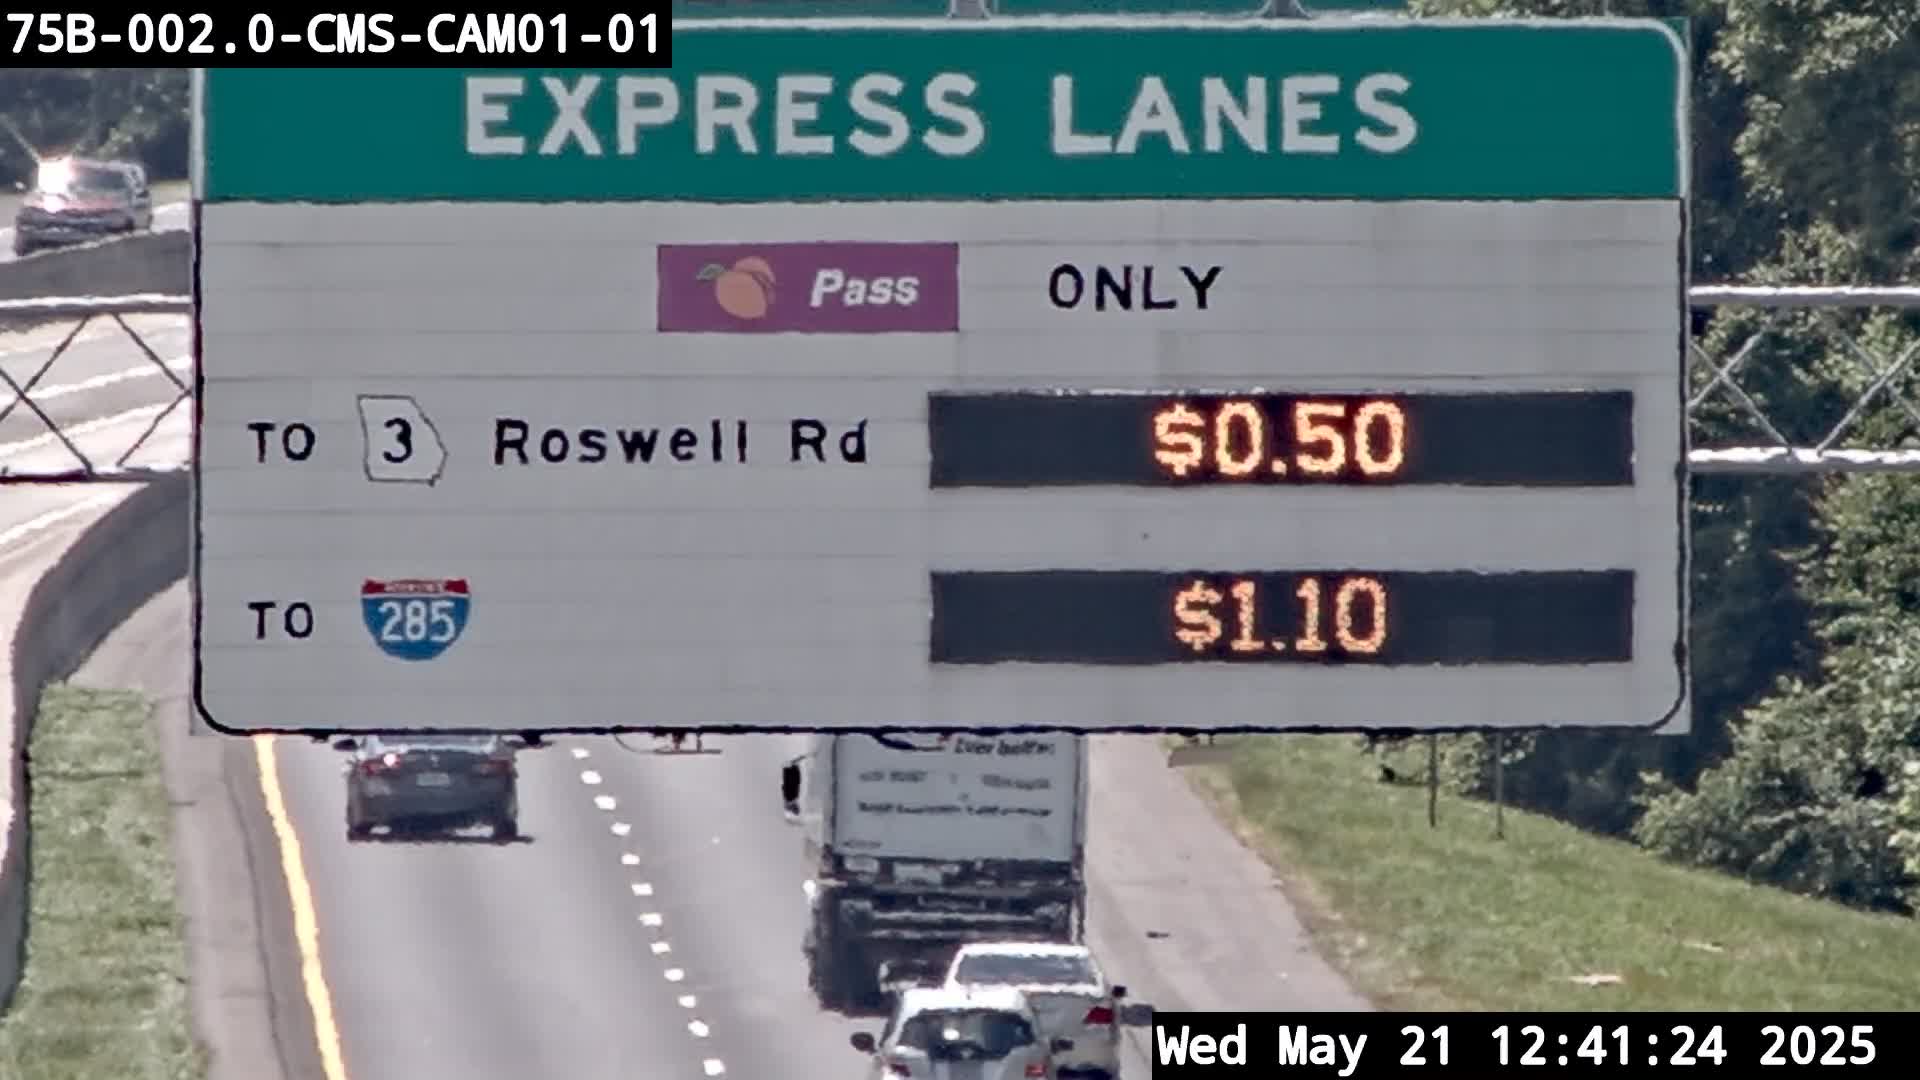 75B-002.0-CMS-CAM01-01
EXPRESS LANES
Pass ONLY
TO 3 Roswell Rd $0.50
TO 285 $1.10
Wed May 21 12:41:24 2025